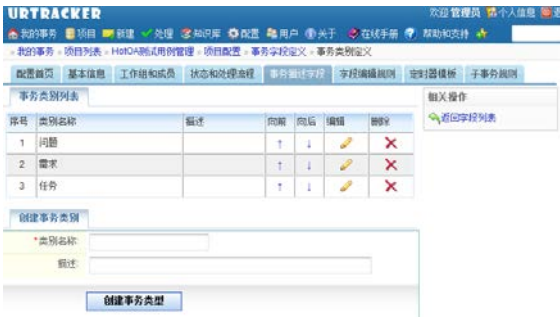 URTRACKER
欢迎 管理员 个人信息
我的事务 项目 新建 处理 知识库 配置 用户 关于 在线手册 帮助和支持
我的事务 » 项目列表 » HotOA测试用例管理 » 项目配置 » 事务字段定义 » 事务类别定义
配置首页 基本信息 工作组和成员 状态和处理流程 事务描述字段 字段编辑规则 定时器模板 子事务规则
事务类别列表
相关操作
序号 类别名称 描述 向前 向后 编辑 删除
返回字段列表
1 问题 ↑ ↓
2 需求 ↑ ↓
3 任务 ↑ ↓
创建事务类别
*类别名称:
描述:
创建事务类型